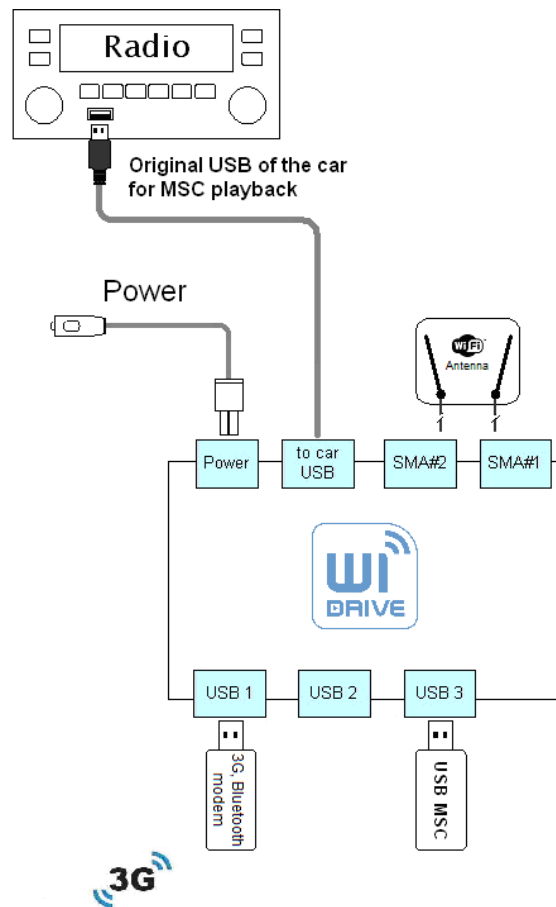 Radio
Original USB of the car
for MSC playback
Power
WiFi
Antenna
Power
to car
USB
SMA#2
SMA#1
WI
DRIVE
USB 1
USB 2
USB 3
3G, Bluetooth
modem
USB MSC
3G